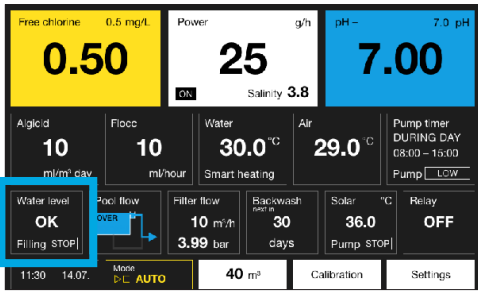 Free chlorine 0.5 mg/L Power g/h pH – 7.0 pH
0.50 25 7.00
ON Salinity 3.8
Algicid Flocc Water Air Pump timer
10 10 30.0 °C 29.0 °C DURING DAY
08:00 – 15:00
ml/m³ day ml/hour Smart heating Pump LOW
Water level Pool flow Filter flow Backwash Solar °C Relay
next in
OK OVER 10 m³/h 30 36.0 OFF
Filling STOP 3.99 bar days Pump STOP
11:30 14.07. Mode AUTO 40 m³ Calibration Settings